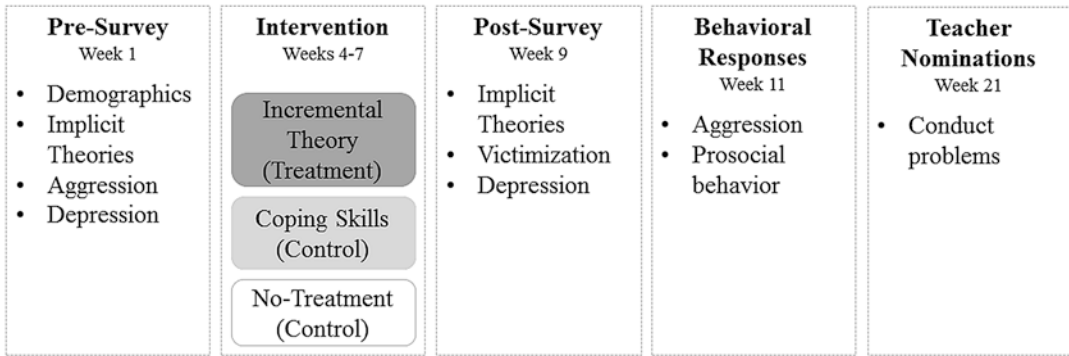 Pre-Survey
Week 1
• Demographics
• Implicit
Theories
• Aggression
• Depression
Intervention
Weeks 4-7
Incremental
Theory
(Treatment)
Coping Skills
(Control)
No-Treatment
(Control)
Post-Survey
Week 9
• Implicit
Theories
• Victimization
• Depression
Behavioral
Responses
Week 11
• Aggression
• Prosocial
behavior
Teacher
Nominations
Week 21
• Conduct
problems